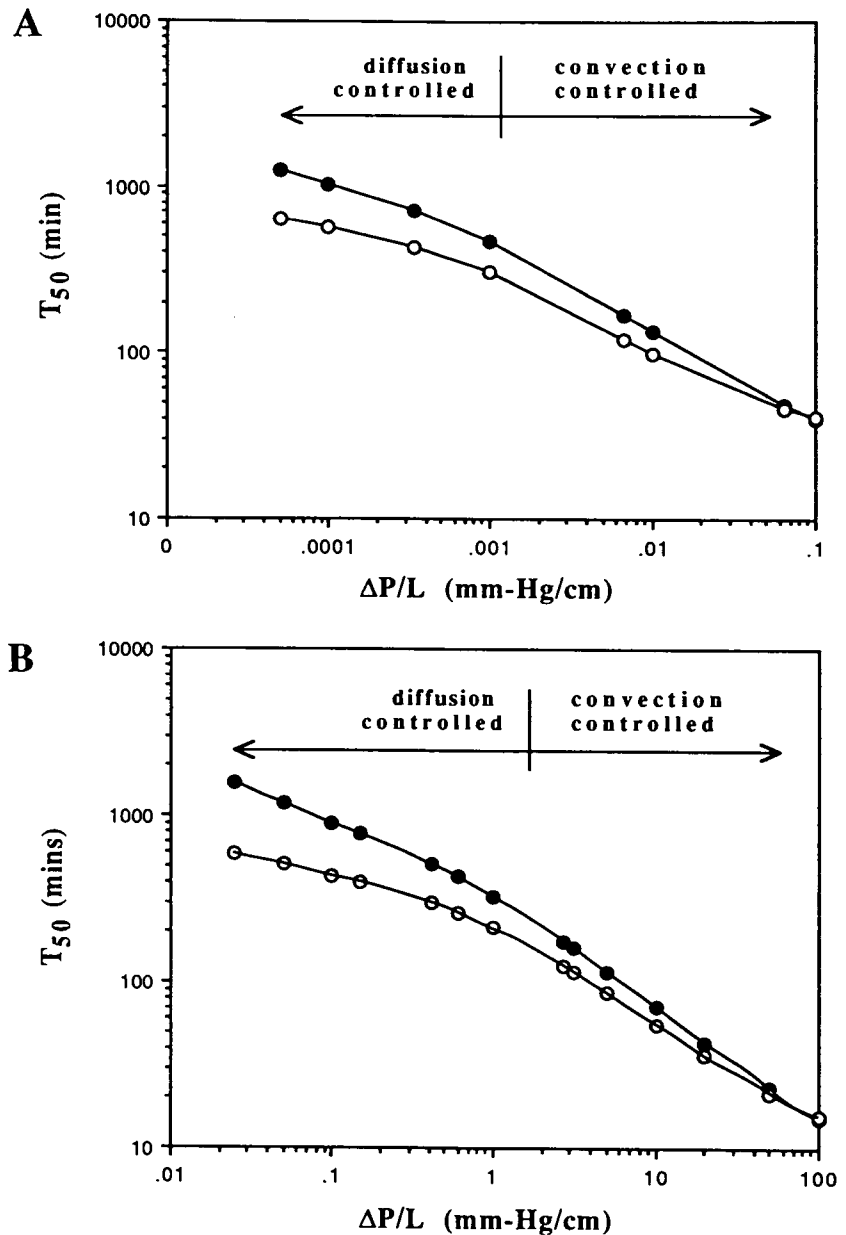 A
10000
1000
100
10
T50 (min)
diffusion controlled
convection controlled
0
.0001
.001
.01
.1
ΔP/L (mm-Hg/cm)
B
10000
1000
100
10
T50 (mins)
diffusion controlled
convection controlled
.01
.1
1
10
100
ΔP/L (mm-Hg/cm)